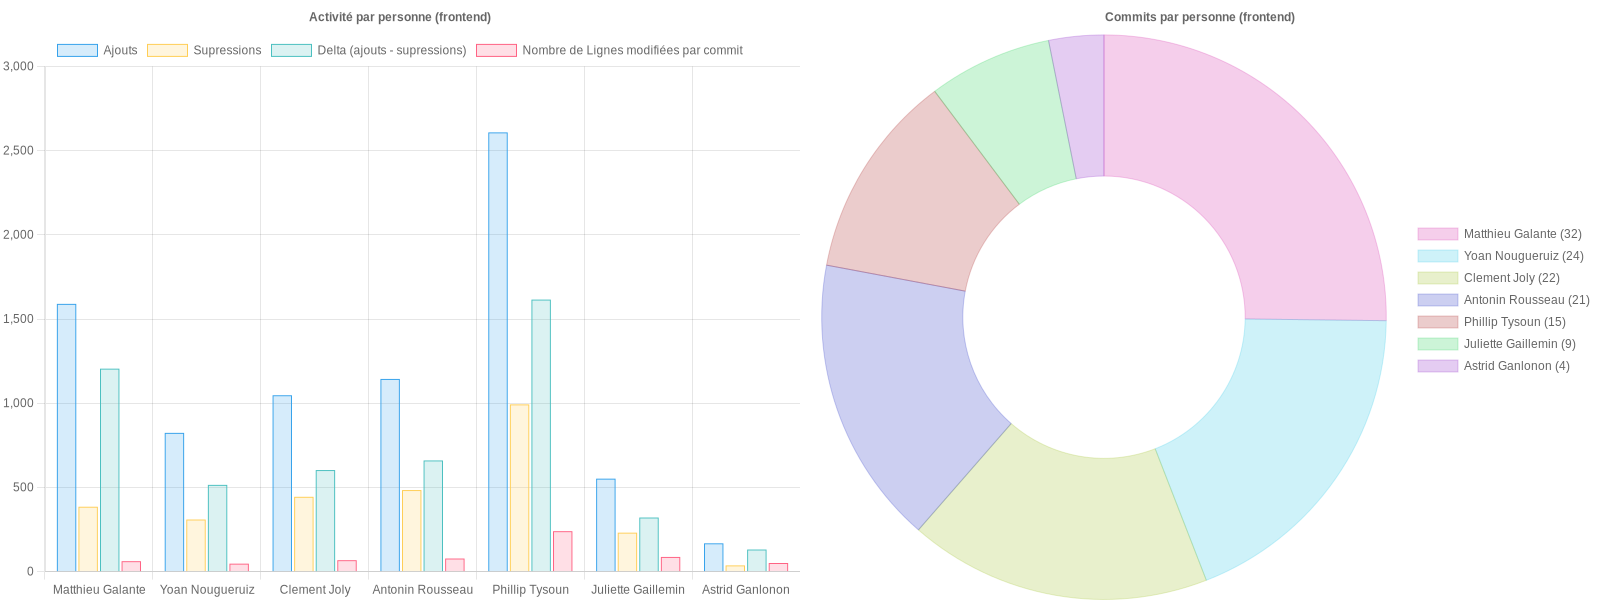 Activité par personne (frontend)
Ajouts
Supressions
Delta (ajouts - supressions)
Nombre de Lignes modifiées par commit
3,000
2,500
2,000
1,500
1,000
500
0
Matthieu Galante
Yoan Nougueruiz
Clement Joly
Antonin Rousseau
Phillip Tysoun
Juliette Gaillemin
Astrid Ganlonon
Commits par personne (frontend)
Matthieu Galante (32)
Yoan Nougueruiz (24)
Clement Joly (22)
Antonin Rousseau (21)
Phillip Tysoun (15)
Juliette Gaillemin (9)
Astrid Ganlonon (4)